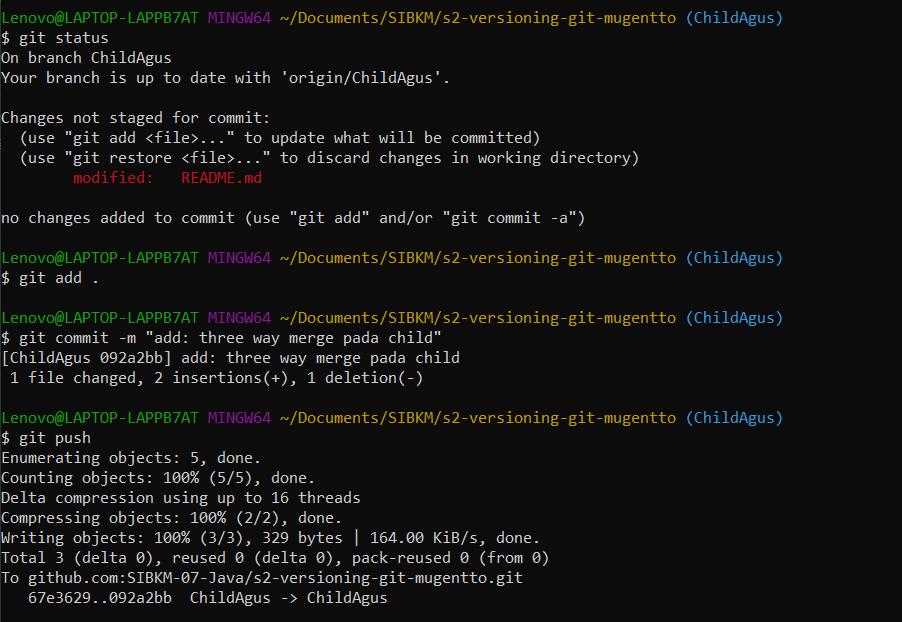 Lenovo@LAPTOP-LAPPB7AT MINGW64 ~/Documents/SIBKM/s2-versioning-git-mugentto (ChildAgus)
$ git status
On branch ChildAgus
Your branch is up to date with 'origin/ChildAgus'.
Changes not staged for commit:
  (use "git add <file>..." to update what will be committed)
  (use "git restore <file>..." to discard changes in working directory)
        modified:   README.md
no changes added to commit (use "git add" and/or "git commit -a")
Lenovo@LAPTOP-LAPPB7AT MINGW64 ~/Documents/SIBKM/s2-versioning-git-mugentto (ChildAgus)
$ git add .
Lenovo@LAPTOP-LAPPB7AT MINGW64 ~/Documents/SIBKM/s2-versioning-git-mugentto (ChildAgus)
$ git commit -m "add: three way merge pada child"
[ChildAgus 092a2bb] add: three way merge pada child
 1 file changed, 2 insertions(+), 1 deletion(-)
Lenovo@LAPTOP-LAPPB7AT MINGW64 ~/Documents/SIBKM/s2-versioning-git-mugentto (ChildAgus)
$ git push
Enumerating objects: 5, done.
Counting objects: 100% (5/5), done.
Delta compression using up to 16 threads
Compressing objects: 100% (2/2), done.
Writing objects: 100% (3/3), 329 bytes | 164.00 KiB/s, done.
Total 3 (delta 0), reused 0 (delta 0), pack-reused 0 (from 0)
To github.com:SIBKM-07-Java/s2-versioning-git-mugentto.git
   67e3629..092a2bb  ChildAgus -> ChildAgus